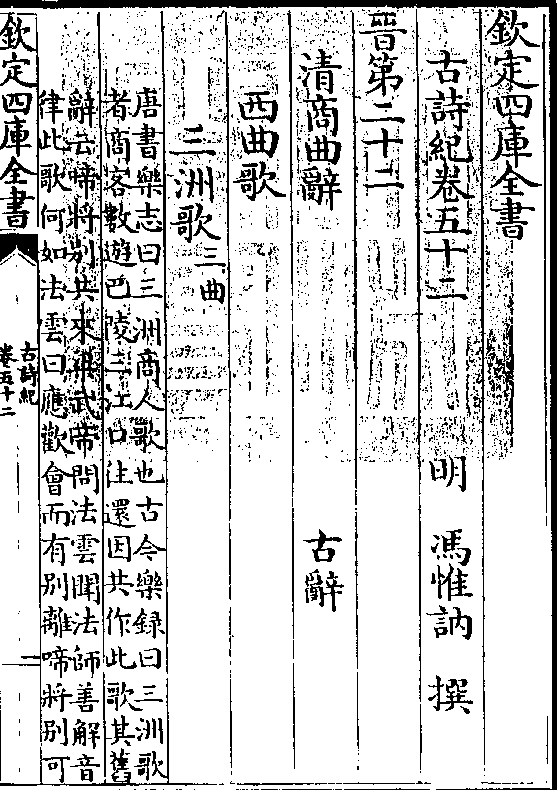 欽定四庫全書
古詩紀卷五十二
明 馮惟訥 撰
晉第二十二
清商曲辭 古辭
西曲歌
三洲歌三曲
唐書樂志曰三洲商人歌也古今樂録曰三洲歌
者商客數遊巴陵三江口往還因共作此歌其舊
辭云啼將别共來梁武帝問法雲聞法師善解音
律此歌何如法雲曰應歡會而有别離啼將别可
欽定四庫全書
古詩紀
卷五十二
一